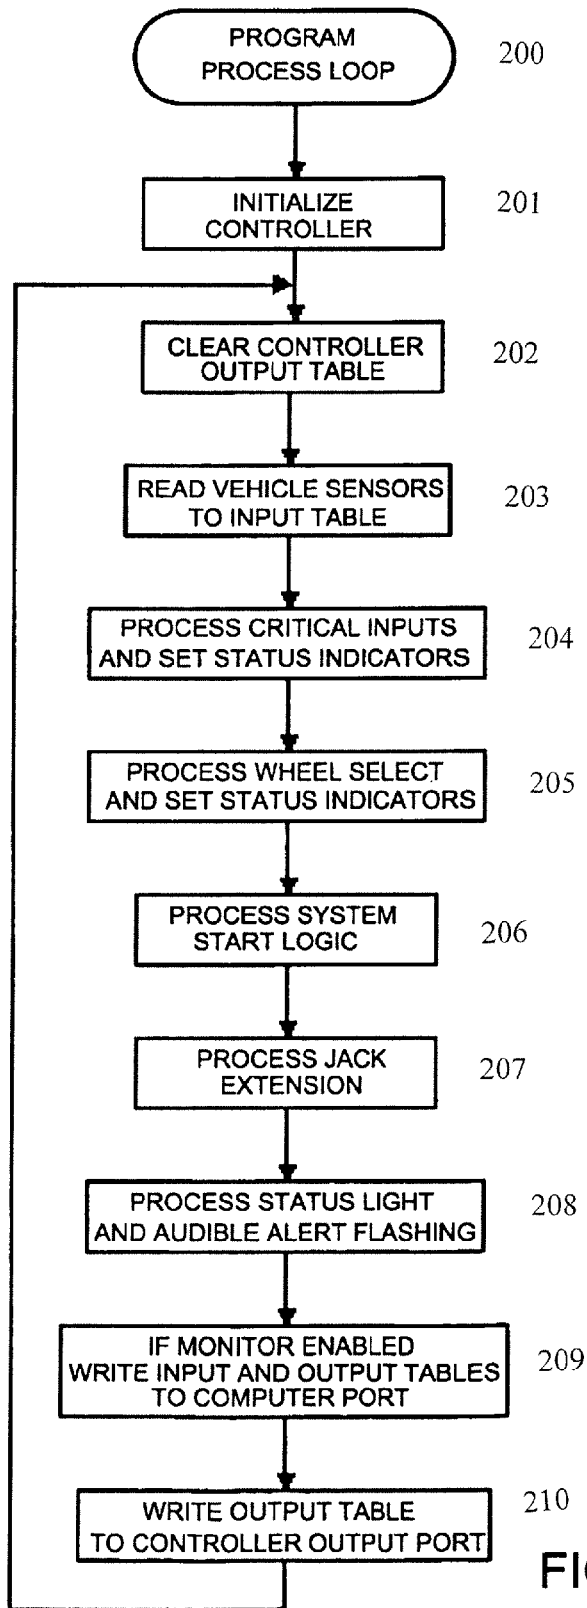 PROGRAM
PROCESS LOOP
200
INITIALIZE
CONTROLLER
201
CLEAR CONTROLLER
OUTPUT TABLE
202
READ VEHICLE SENSORS
TO INPUT TABLE
203
PROCESS CRITICAL INPUTS
AND SET STATUS INDICATORS
204
PROCESS WHEEL SELECT
AND SET STATUS INDICATORS
205
PROCESS SYSTEM
START LOGIC
206
PROCESS JACK
EXTENSION
207
PROCESS STATUS LIGHT
AND AUDIBLE ALERT FLASHING
208
IF MONITOR ENABLED
WRITE INPUT AND OUTPUT TABLES
TO COMPUTER PORT
209
WRITE OUTPUT TABLE
TO CONTROLLER OUTPUT PORT
210